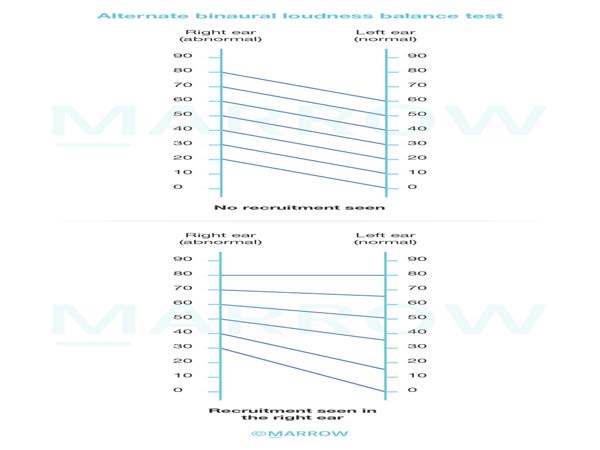 Alternate binaural loudness balance test
Right ear Left ear
(abnormal) (normal)
90 90
80 80
70 70
60 60
50 50
40 40
30 30
20 20
10 10
0 0
No recruitment seen
Right ear Left ear
(abnormal) (normal)
90 90
80 80
70 70
60 60
50 50
40 40
30 30
20 20
10 10
0 0
Recruitment seen in
the right ear
©MARROW
MARROW
MARROW